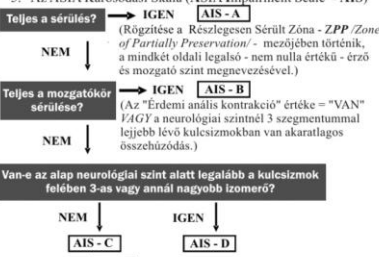 3. Az ASIA Károsodási Skála (ASIA Impairment Scale - AIS)
Teljes a sérülés?
IGEN AIS - A
(Rögzítése a Részlegesen Sérült Zóna - ZPP /Zone
of Partially Preservation/ - mezőjében történik,
a mindkét oldali legalsó - nem nulla értékű - érző
és mozgató szint megnevezésével.)
NEM
Teljes a mozgatókör
sérülése?
IGEN AIS - B
(Az "Érdemi anális kontrakció" értéke = "VAN"
VAGY a neurológiai szintnél 3 szegmentummal
lejjebb lévő kulcsizmokban van akaratlagos
összehúzódás.)
NEM
Van-e az alap neurológiai szint alatt legalább a kulcsizmok
felében 3-as vagy annál nagyobb izomerő?
NEM IGEN
AIS - C AIS - D